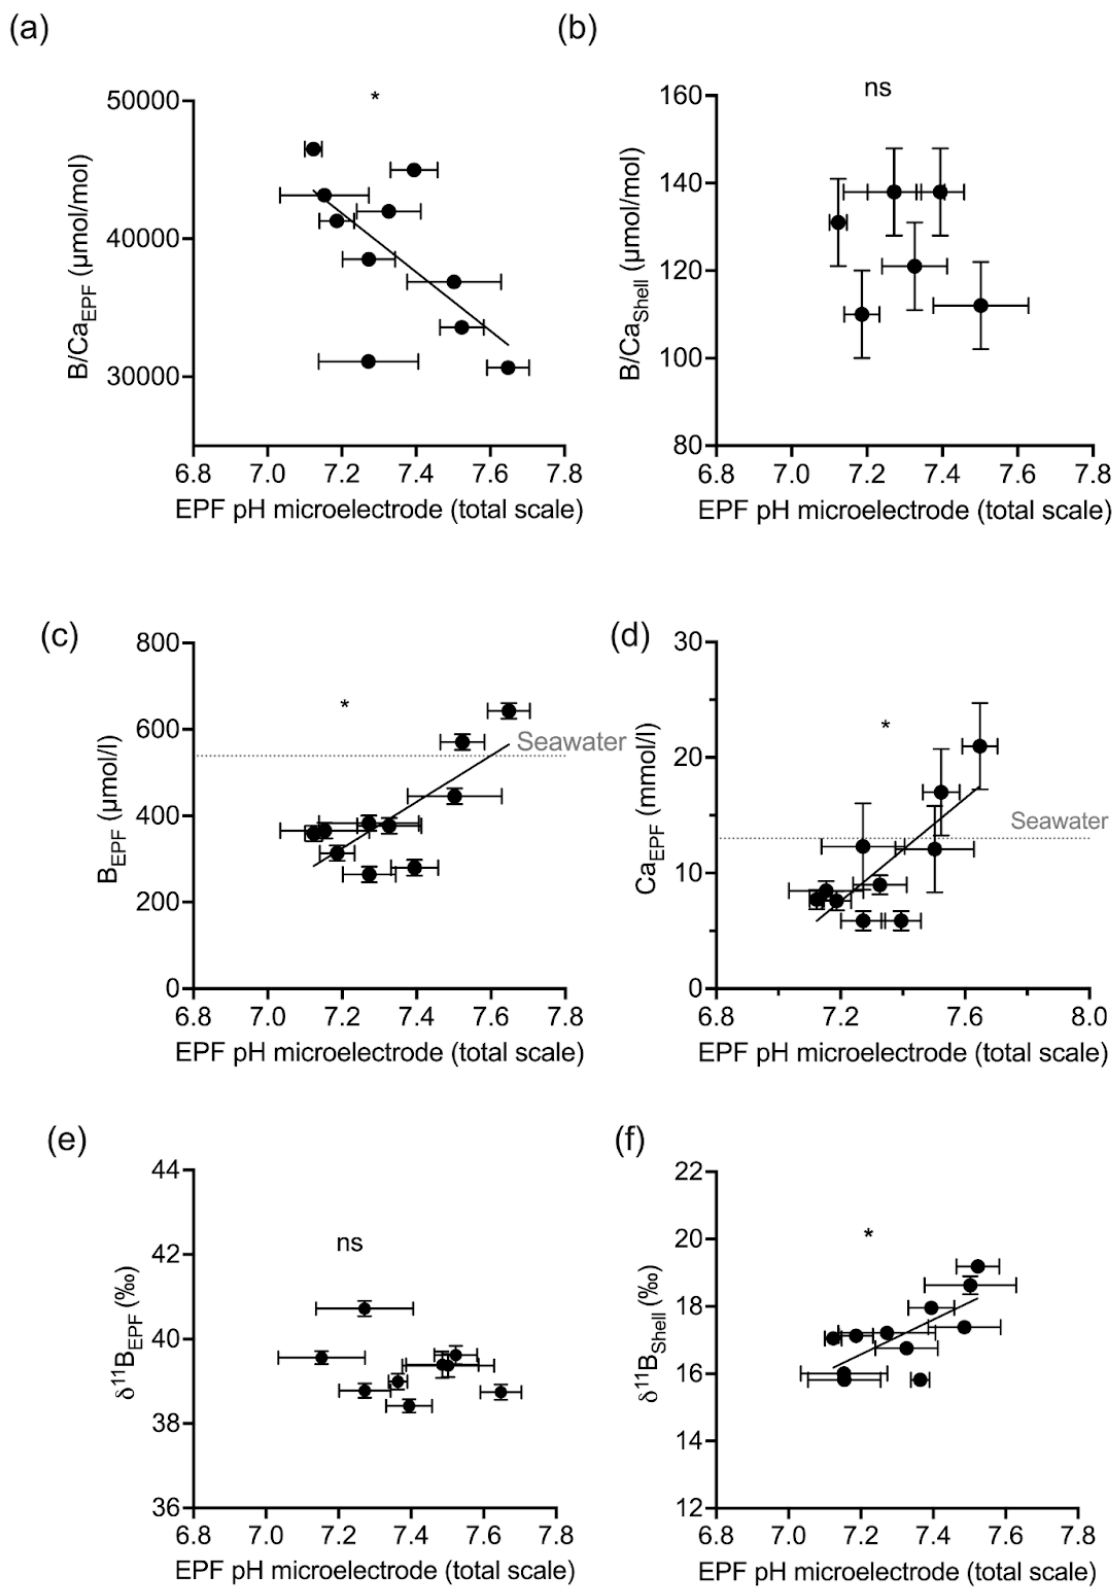 (a)
(b)
*
ns
50000
40000
30000
B/Ca_EPF (µmol/mol)
6.8 7.0 7.2 7.4 7.6 7.8
EPF pH microelectrode (total scale)
160
140
120
100
80
B/Ca_Shell (µmol/mol)
6.8 7.0 7.2 7.4 7.6 7.8
EPF pH microelectrode (total scale)
(c)
(d)
800
600
400
200
0
B_EPF (µmol/l)
*
Seawater
6.8 7.0 7.2 7.4 7.6 7.8
EPF pH microelectrode (total scale)
30
20
10
0
Ca_EPF (mmol/l)
*
Seawater
6.8 7.2 7.6 8.0
EPF pH microelectrode (total scale)
(e)
(f)
44
42
40
38
36
δ¹¹B_EPF (‰)
ns
6.8 7.0 7.2 7.4 7.6 7.8
EPF pH microelectrode (total scale)
22
20
18
16
14
12
δ¹¹B_Shell (‰)
*
6.8 7.0 7.2 7.4 7.6 7.8
EPF pH microelectrode (total scale)